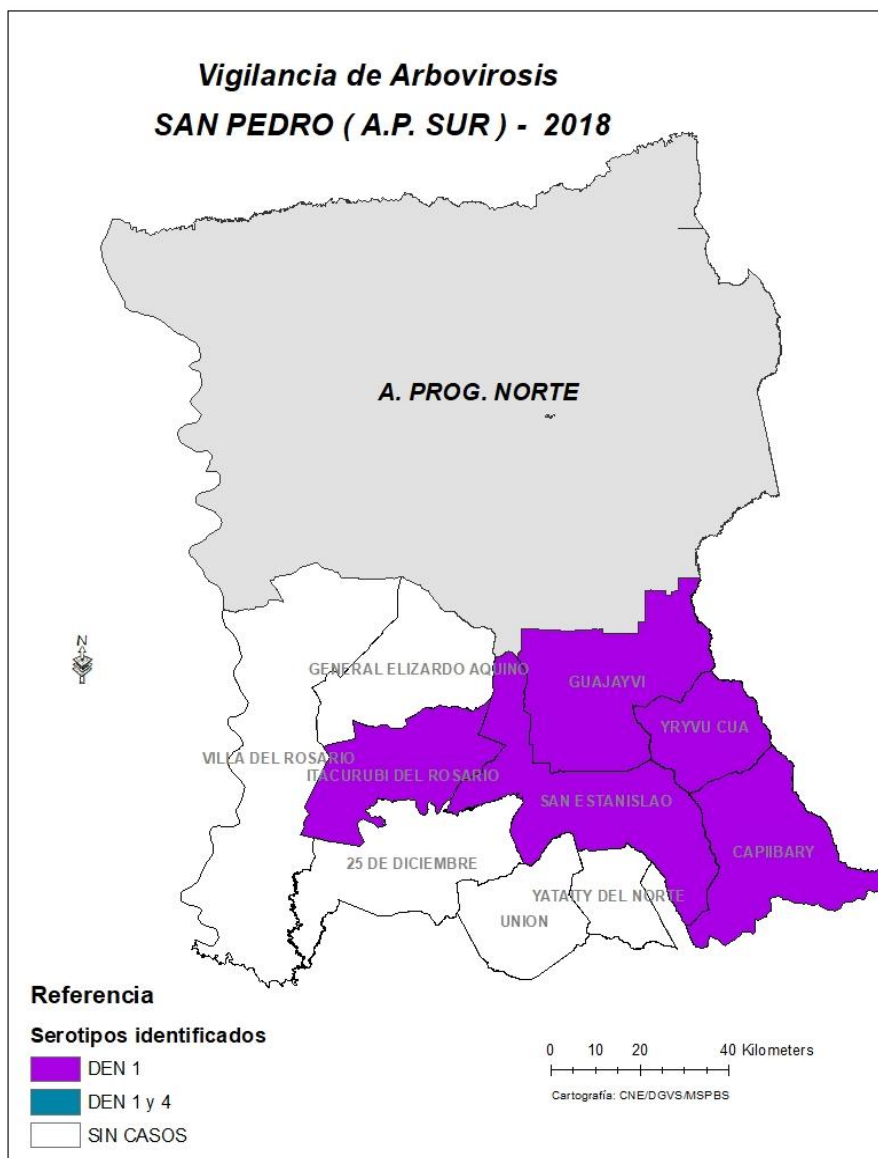 Vigilancia de Arbovirosis
SAN PEDRO ( A.P. SUR ) - 2018
A. PROG. NORTE
N
GENERAL ELIZARDO AQUINO
GUAJAYVI
YRYVU CUA
VILLA DEL ROSARIO
ITACURUBI DEL ROSARIO
SAN ESTANISLAO
CAPIIBARY
25 DE DICIEMBRE
YATAITY DEL NORTE
UNION
Referencia
Serotipos identificados
DEN 1
DEN 1 y 4
SIN CASOS
0 10 20 40 Kilometers
Cartografía: CNE/DGVS/MSPBS